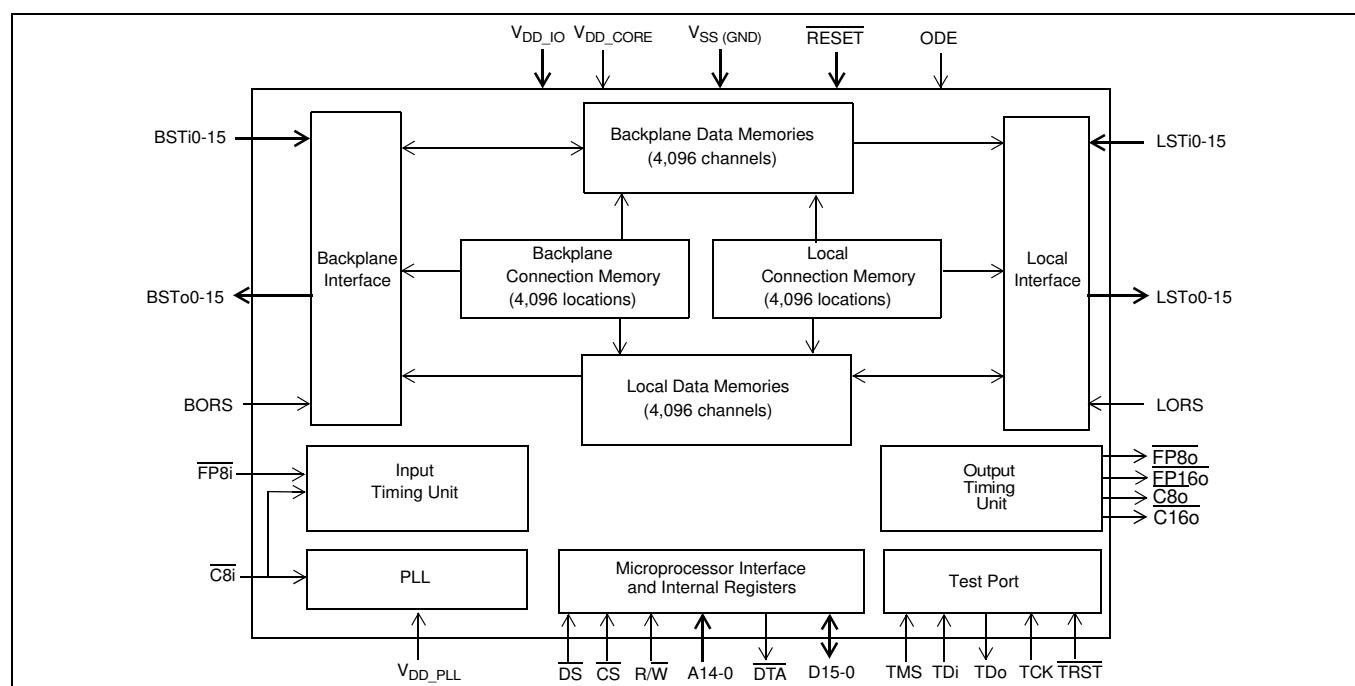 VDD_IO VDD_CORE VSS (GND) RESET ODE
BSTi0-15
Backplane Data Memories
(4,096 channels)
LSTi0-15
Backplane
Interface
Backplane
Connection Memory
(4,096 locations)
Local
Connection Memory
(4,096 locations)
Local
Interface
BSTo0-15
LSTo0-15
Local Data Memories
(4,096 channels)
BORS
LORS
FP8i
Input
Timing Unit
Output
Timing
Unit
FP8o
FP16o
C8o
C16o
C8i
PLL
Microprocessor Interface
and Internal Registers
Test Port
VDD_PLL
DS CS R/W A14-0 DTA D15-0
TMS TDi TDo TCK TRST